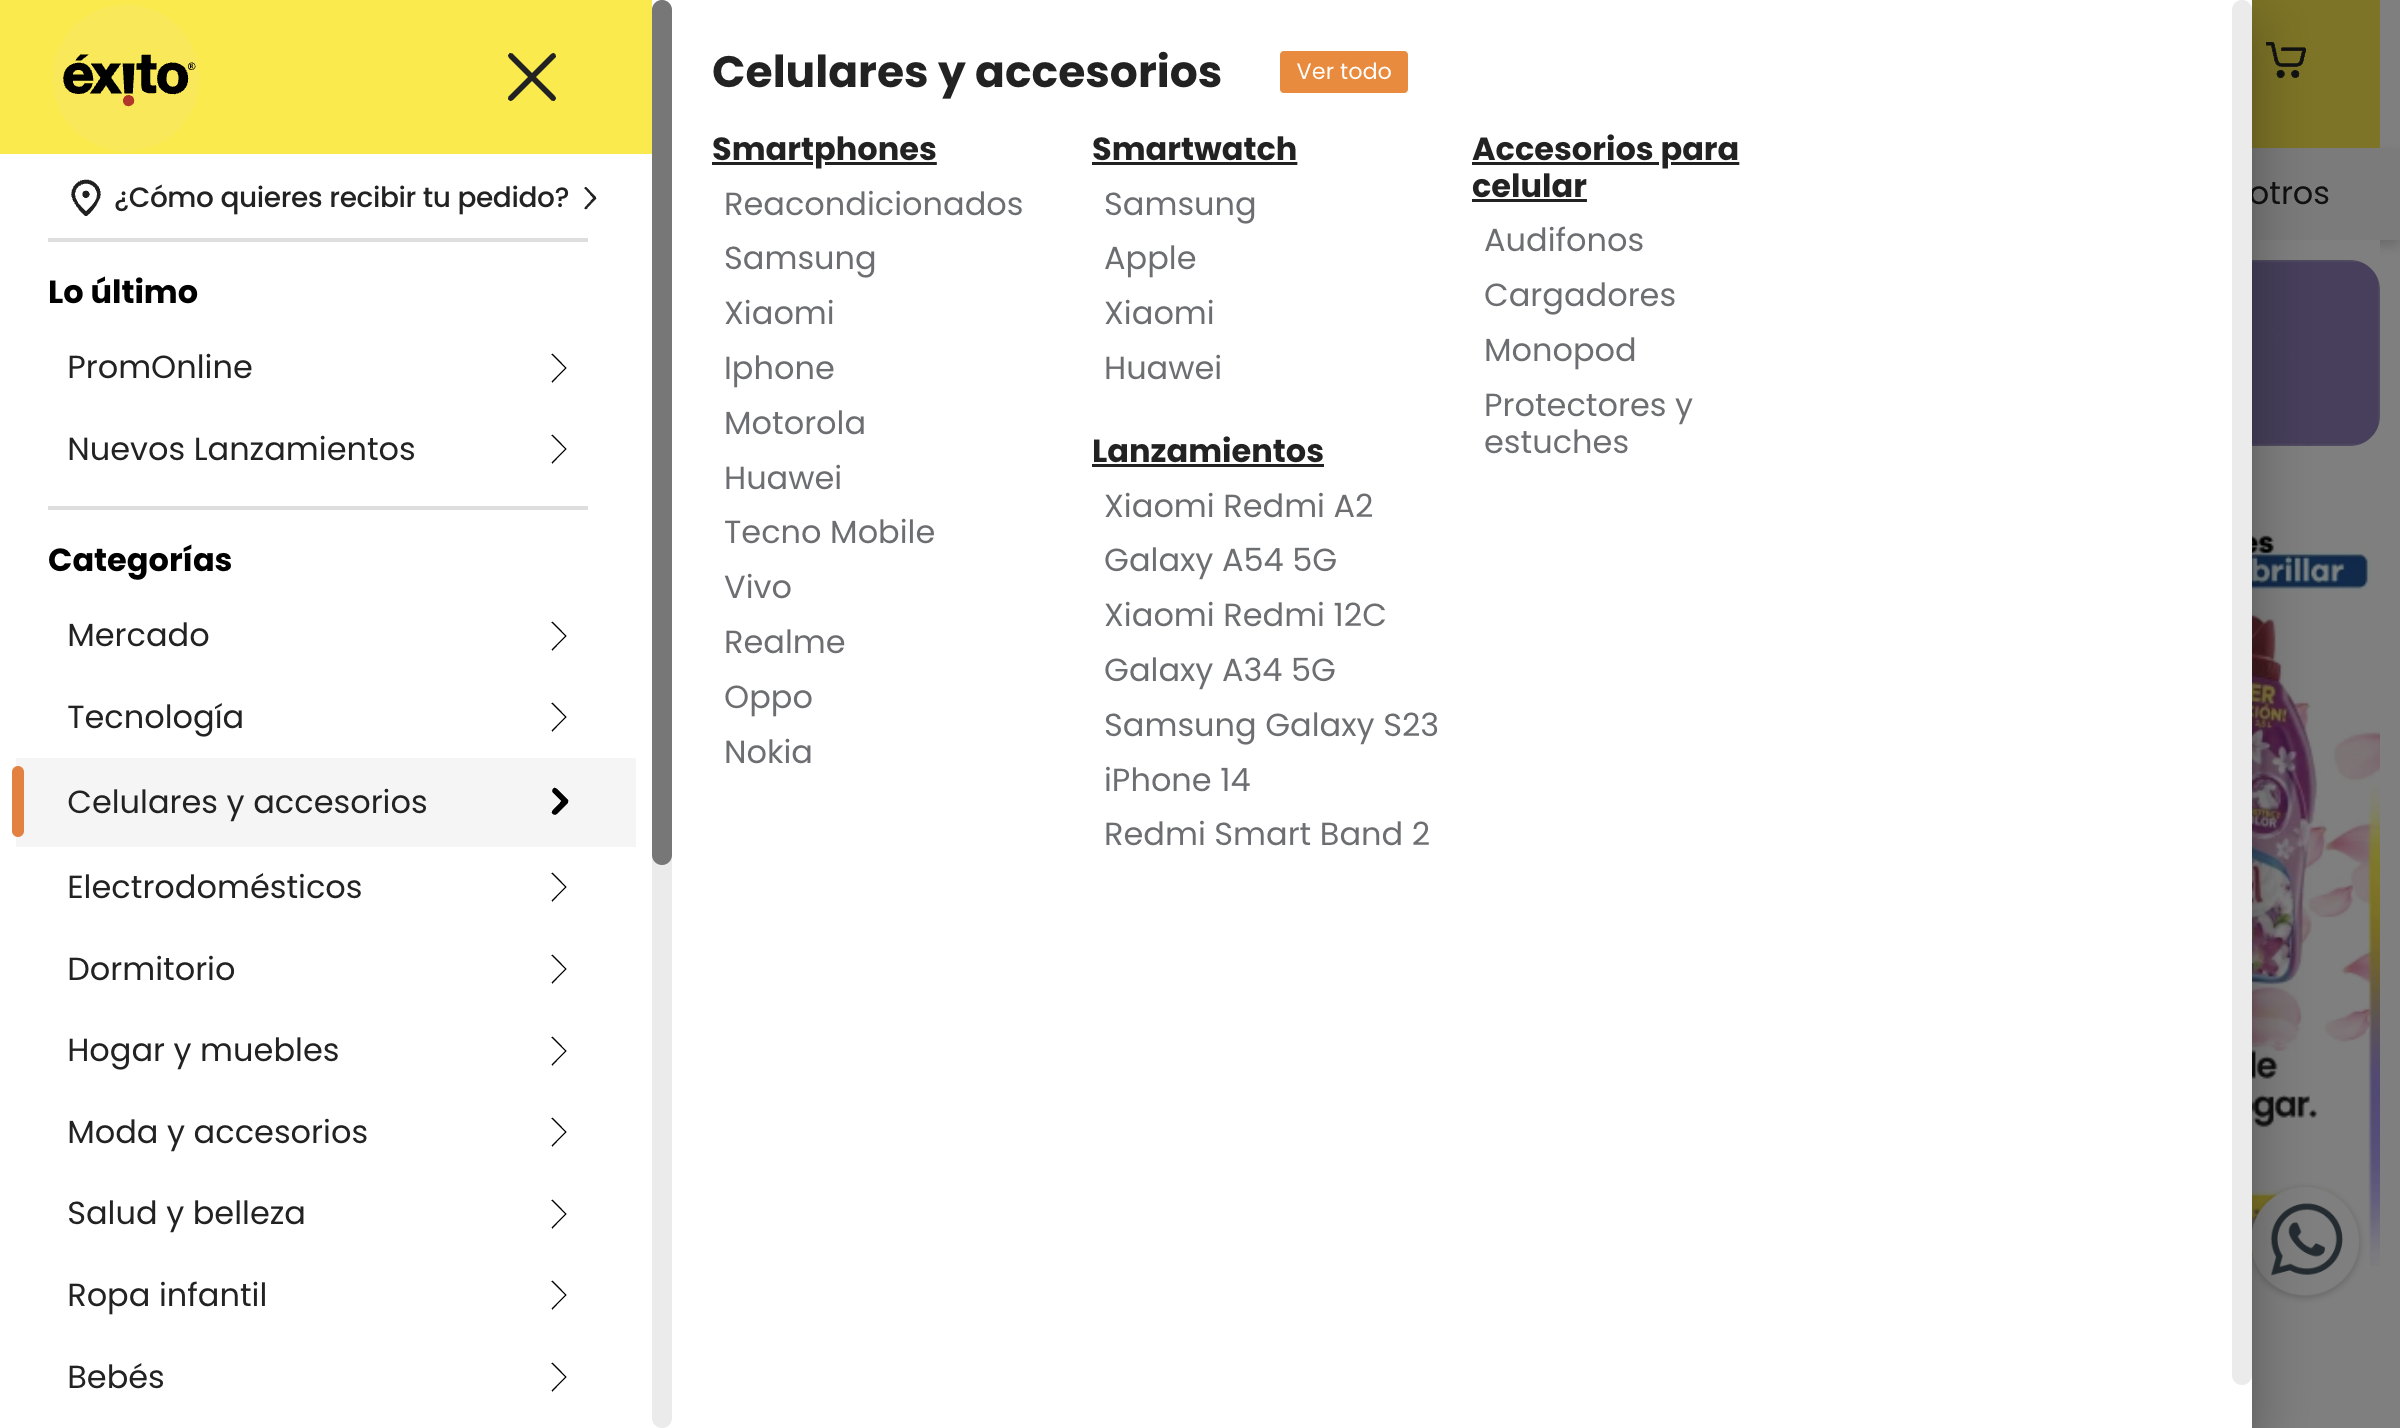 éxito®
¿Cómo quieres recibir tu pedido?
Lo último
PromOnline
Nuevos Lanzamientos
Categorías
Mercado
Tecnología
Celulares y accesorios
Electrodomésticos
Dormitorio
Hogar y muebles
Moda y accesorios
Salud y belleza
Ropa infantil
Bebés
Celulares y accesorios
Ver todo
Smartphones
Reacondicionados
Samsung
Xiaomi
Iphone
Motorola
Huawei
Tecno Mobile
Vivo
Realme
Oppo
Nokia
Smartwatch
Samsung
Apple
Xiaomi
Huawei
Lanzamientos
Xiaomi Redmi A2
Galaxy A54 5G
Xiaomi Redmi 12C
Galaxy A34 5G
Samsung Galaxy S23
iPhone 14
Redmi Smart Band 2
Accesorios para
celular
Audifonos
Cargadores
Monopod
Protectores y
estuches
otros
es
brillar
gar.